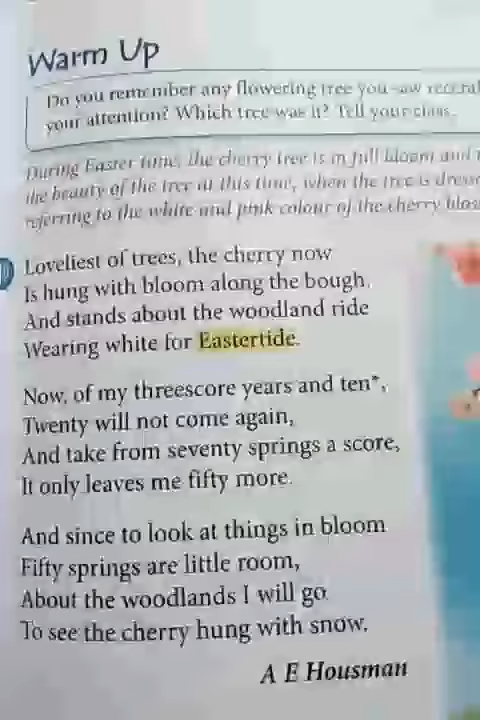 Warm Up
Do you remember any flowering tree you saw
your attention? Which tree was it? Tell your class.
During Easter time, the cherry tree is in full bloom and
the beauty of the tree at this time, when the tree is
referring to the white and pink colour of the cherry
Loveliest of trees, the cherry now
Is hung with bloom along the bough,
And stands about the woodland ride
Wearing white for Eastertide.
Now, of my threescore years and ten*,
Twenty will not come again,
And take from seventy springs a score,
It only leaves me fifty more.
And since to look at things in bloom
Fifty springs are little room,
About the woodlands I will go
To see the cherry hung with snow.
A E Housman